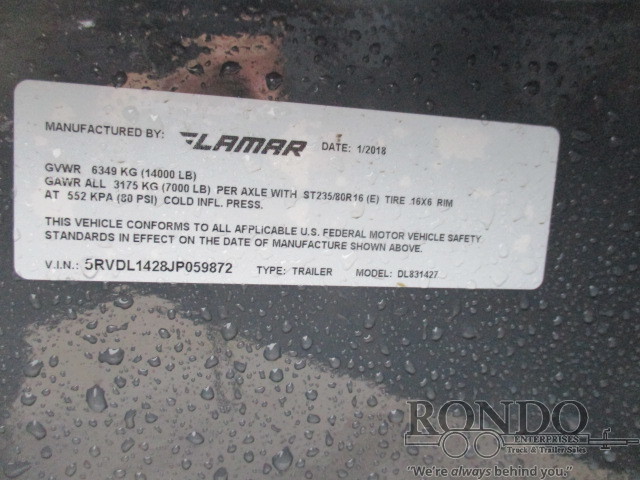 MANUFACTURED BY: LAMAR DATE: 1/2018
GVWR 6349 KG (14000 LB)
GAWR ALL 3175 KG (7000 LB) PER AXLE WITH ST235/80R16 (E) TIRE 16X6 RIM
AT 552 KPA (80 PSI) COLD INFL. PRESS.
THIS VEHICLE CONFORMS TO ALL APPLICABLE U.S. FEDERAL MOTOR VEHICLE SAFETY
STANDARDS IN EFFECT ON THE DATE OF MANUFACTURE SHOWN ABOVE.
V.I.N.: 5RVDL1428JP059872 TYPE: TRAILER MODEL: DL831427
RONDO
ENTERPRISES
Truck & Trailer Sales
"We're always behind you."